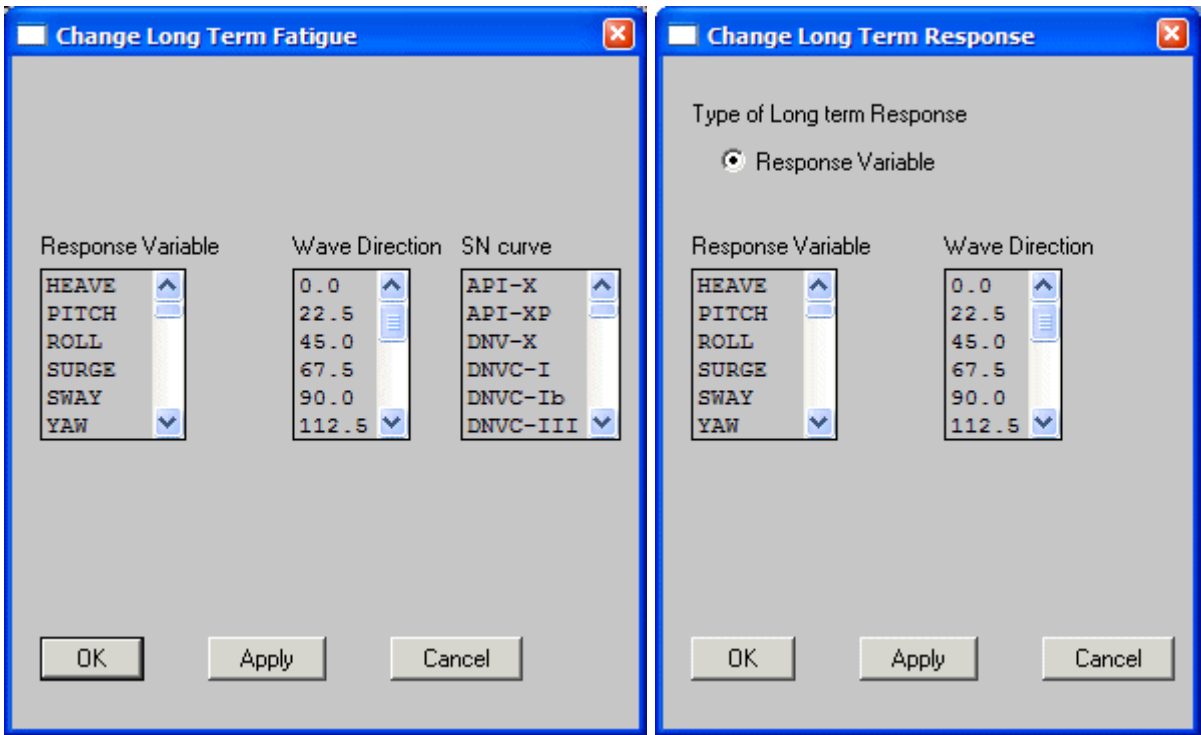 Change Long Term Fatigue
Response Variable Wave Direction SN curve
HEAVE 0.0 API-X
PITCH 22.5 API-XP
ROLL 45.0 DNV-X
SURGE 67.5 DNVC-I
SWAY 90.0 DNVC-Ib
YAW 112.5 DNVC-III
OK Apply Cancel
Change Long Term Response
Type of Long term Response
Response Variable
Response Variable Wave Direction
HEAVE 0.0
PITCH 22.5
ROLL 45.0
SURGE 67.5
SWAY 90.0
YAW 112.5
OK Apply Cancel